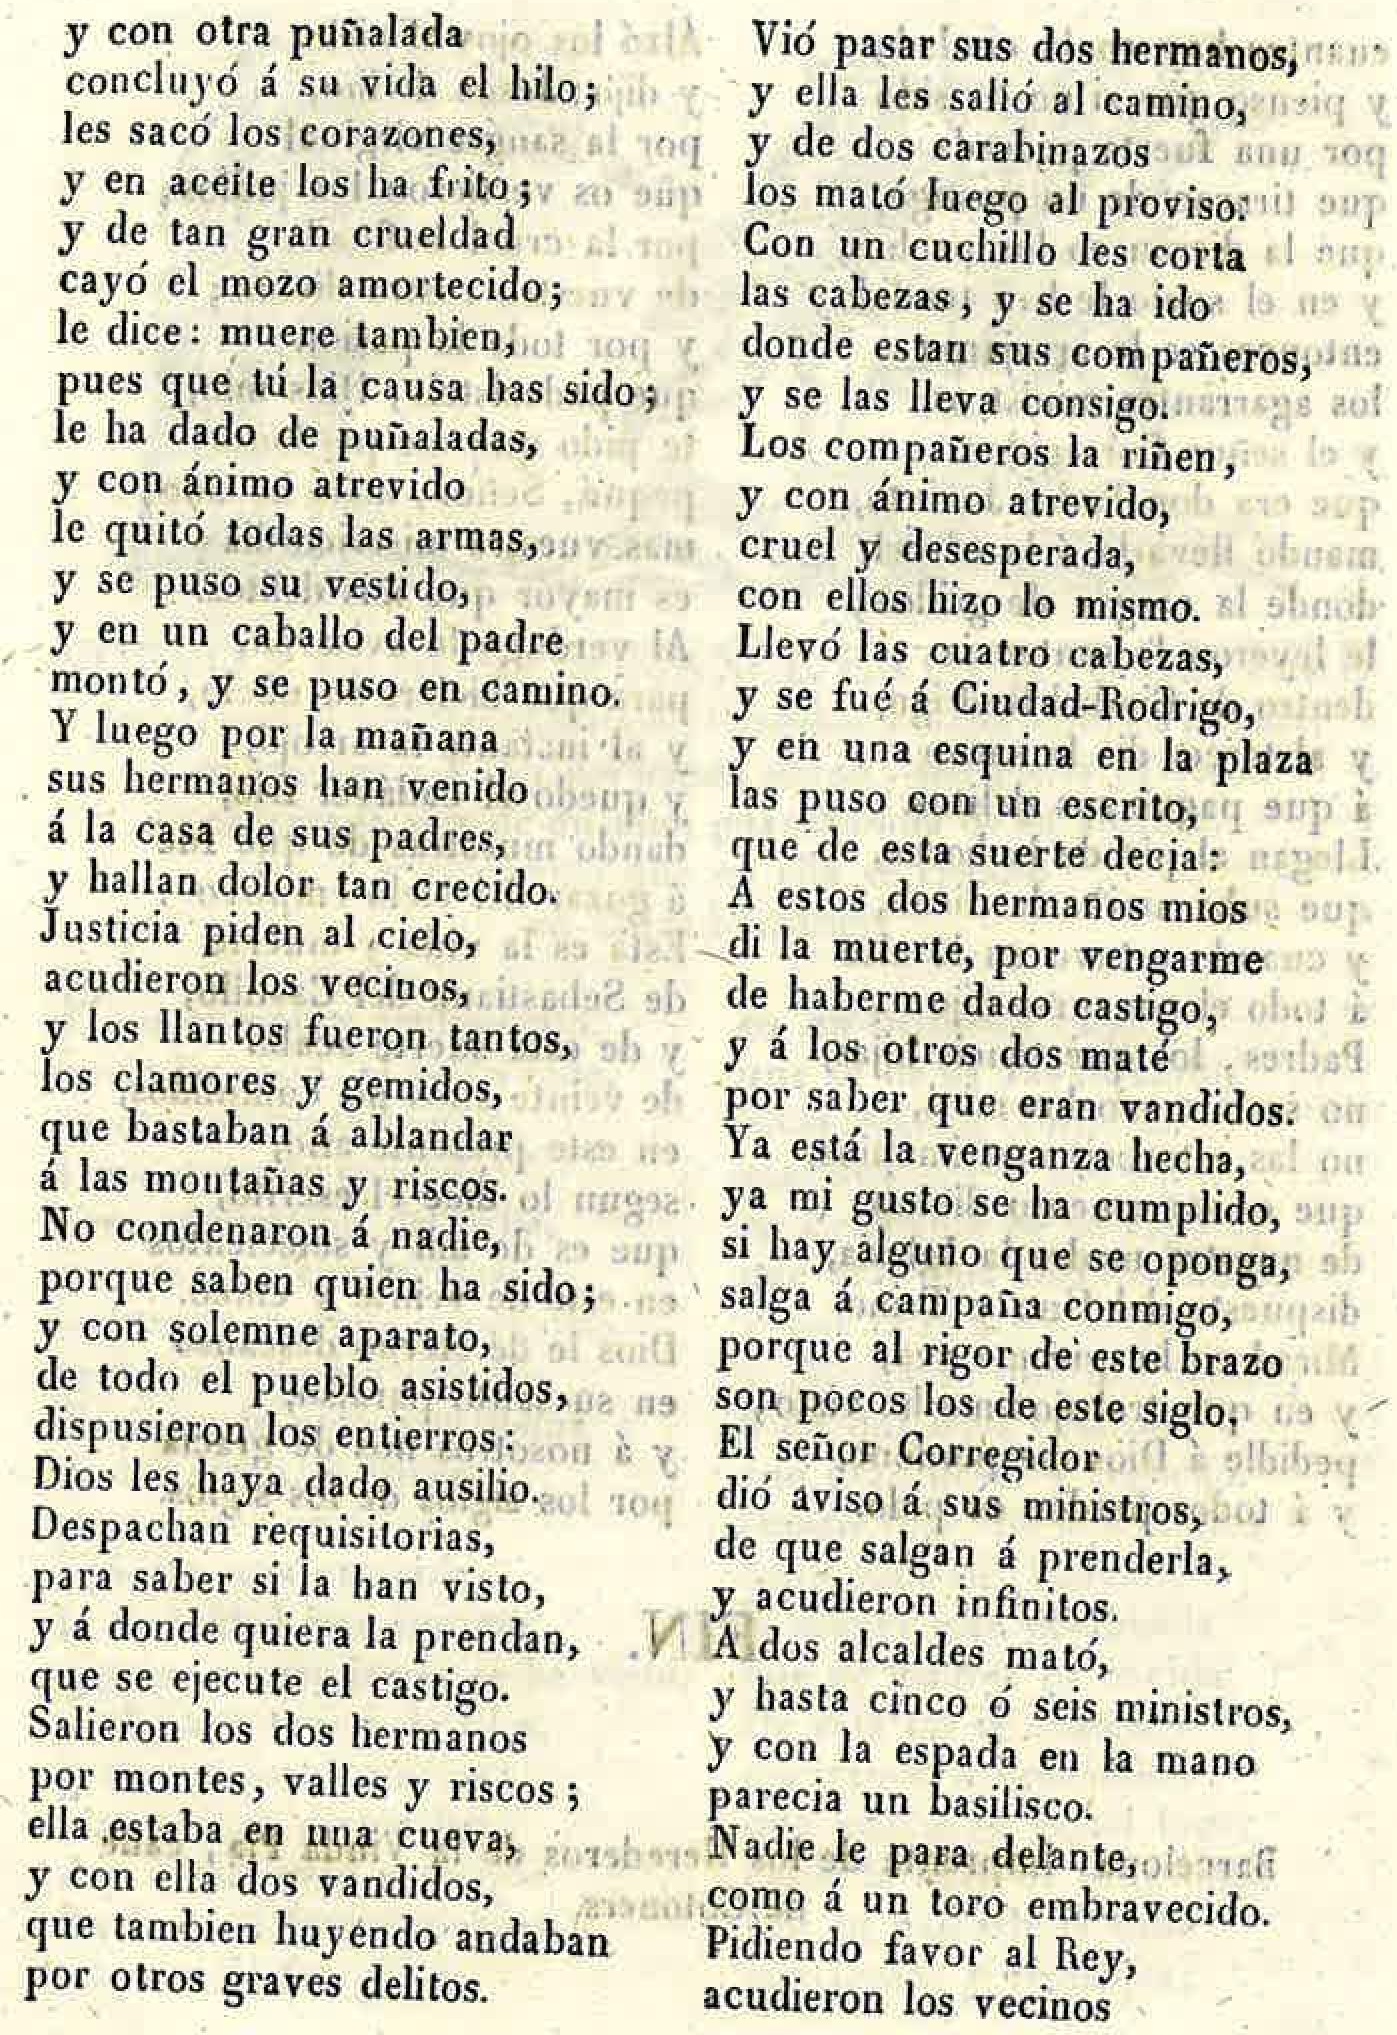 y con otra puñalada
concluyó á su vida el hilo;
les sacó los corazones,
y en aceite los ha frito;
y de tan gran crueldad
cayó el mozo amortecido;
le dice: muere tambien,
pues que tú la causa has sido;
le ha dado de puñaladas,
y con ánimo atrevido
le quitó todas las armas,
y se puso su vestido,
y en un caballo del padre
montó, y se puso en camino.
Y luego por la mañana
sus hermanos han venido
á la casa de sus padres,
y hallan dolor tan crecido.
Justicia piden al cielo,
acudieron los vecinos,
y los llantos fueron tantos,
los clamores y gemidos,
que bastaban á ablandar
á las montañas y riscos.
No condenaron á nadie,
porque saben quien ha sido;
y con solemne aparato,
de todo el pueblo asistidos,
dispusieron los entierros:
Dios les haya dado ausilio.
Despachan requisitorias,
para saber si la han visto,
y á donde quiera la prendan,
que se ejecute el castigo.
Salieron los dos hermanos
por montes, valles y riscos;
ella estaba en una cueva,
y con ella dos vandidos,
que tambien huyendo andaban
por otros graves delitos.
Vió pasar sus dos hermanos,
y ella les salió al camino,
y de dos carabinazos
los mató luego al proviso.
Con un cuchillo les corta
las cabezas, y se ha ido
donde estan sus compañeros,
y se las lleva consigo.
Los compañeros la riñen,
y con ánimo atrevido,
cruel y desesperada,
con ellos hizo lo mismo.
Llevó las cuatro cabezas,
y se fué á Ciudad-Rodrigo,
y en una esquina en la plaza
las puso con un escrito,
que de esta suerte decia:
A estos dos hermanos mios
di la muerte, por vengarme
de haberme dado castigo,
y á los otros dos maté
por saber que eran vandidos.
Ya está la venganza hecha,
ya mi gusto se ha cumplido,
si hay alguno que se oponga,
salga á campaña conmigo,
porque al rigor de este brazo
son pocos los de este siglo.
El señor Corregidor
dió aviso á sus ministros,
de que salgan á prenderla,
y acudieron infinitos.
A dos alcaldes mató,
y hasta cinco ó seis ministros,
y con la espada en la mano
parecia un basilisco.
Nadie le para delante,
como á un toro embravecido.
Pidiendo favor al Rey,
acudieron los vecinos